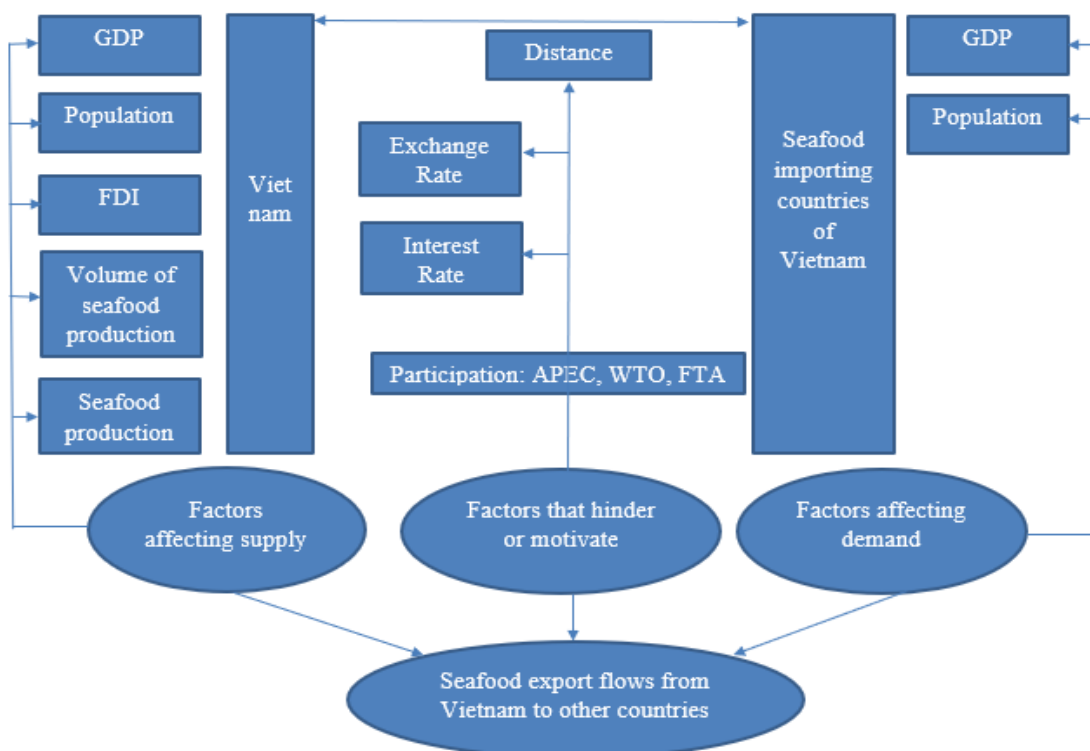 GDP
Population
FDI
Volume of
seafood
production
Seafood
production
Viet
nam
Distance
Exchange
Rate
Interest
Rate
Participation: APEC, WTO, FTA
Seafood
importing
countries
of
Vietnam
GDP
Population
Factors
affecting supply
Factors that hinder
or motivate
Factors affecting
demand
Seafood export flows from
Vietnam to other countries